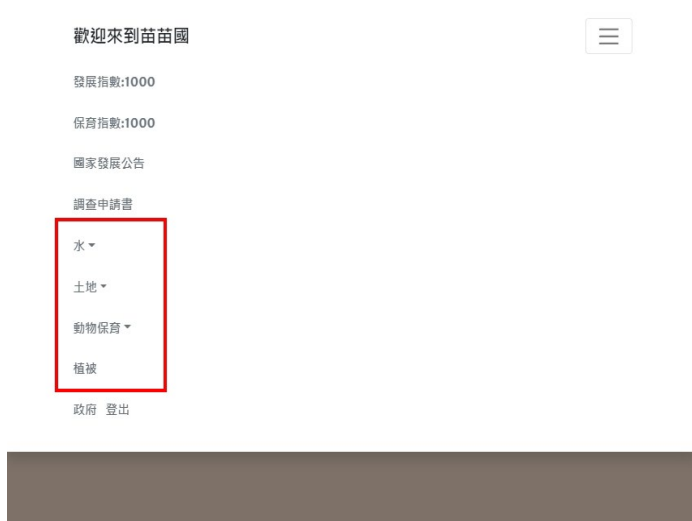 歡迎來到苗苗國
發展指數:1000
保育指數:1000
國家發展公告
調查申請書
水
土地
動物保育
植被
政府 登出